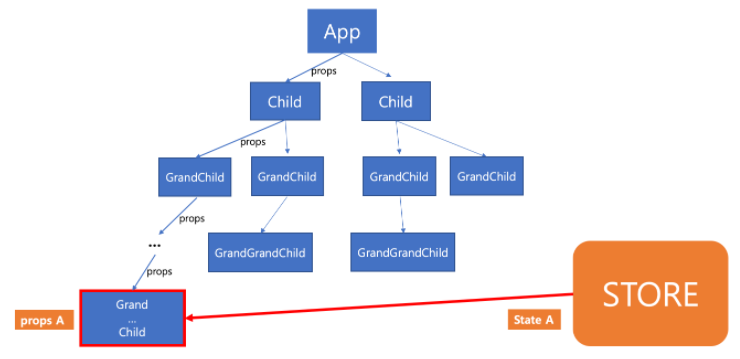 App
props
Child
Child
props
GrandChild
GrandChild
GrandChild
GrandChild
props
...
GrandGrandChild
GrandGrandChild
props
Grand
...
Child
props A
State A
STORE